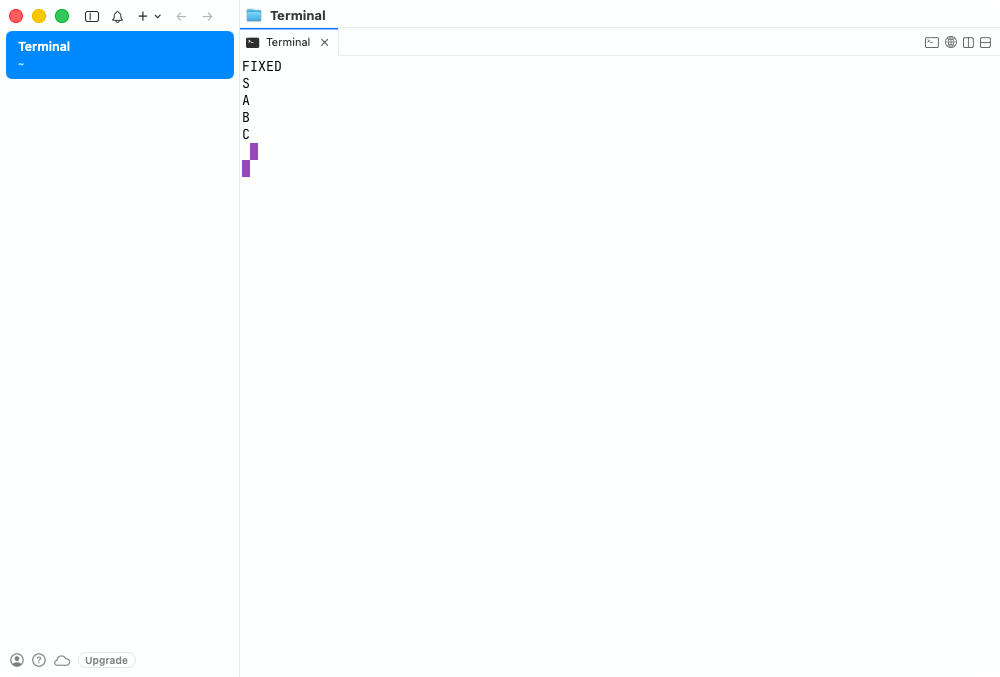 Terminal
Terminal
~
Terminal
FIXED
S
A
B
C
Upgrade